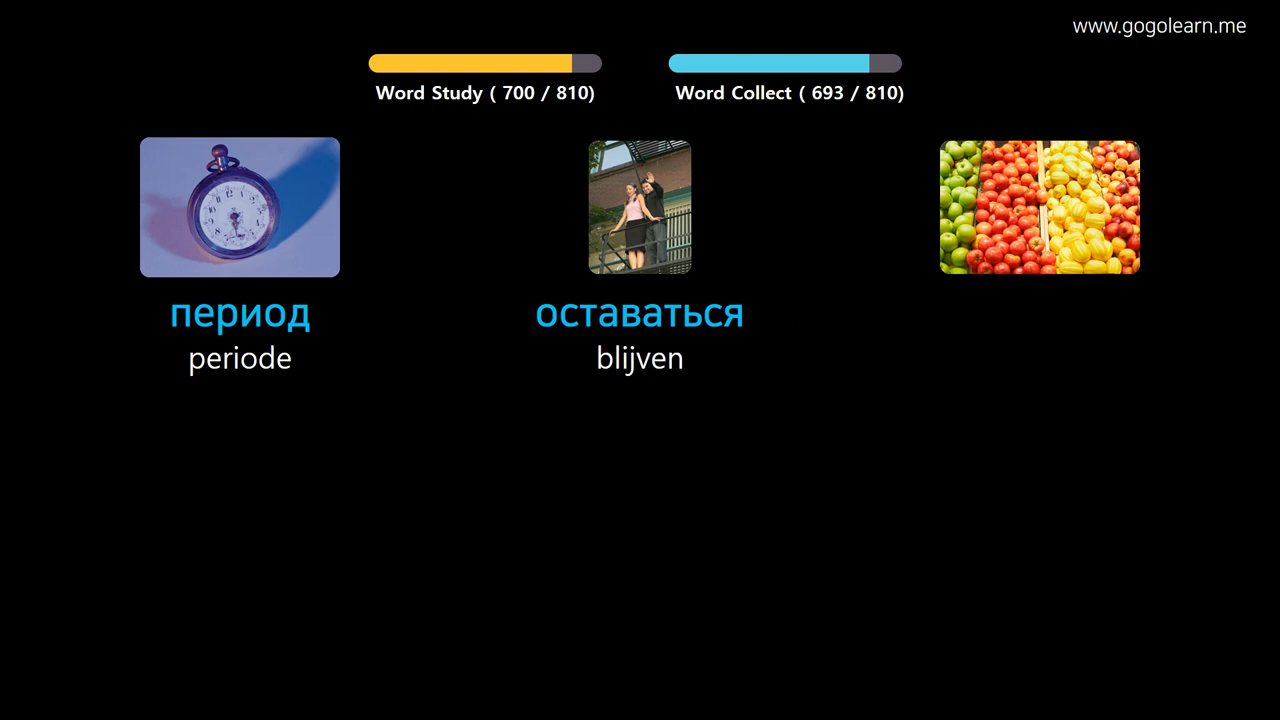 www.gogolearn.me
Word Study ( 700 / 810)
Word Collect ( 693 / 810)
период
periode
оставаться
blijven